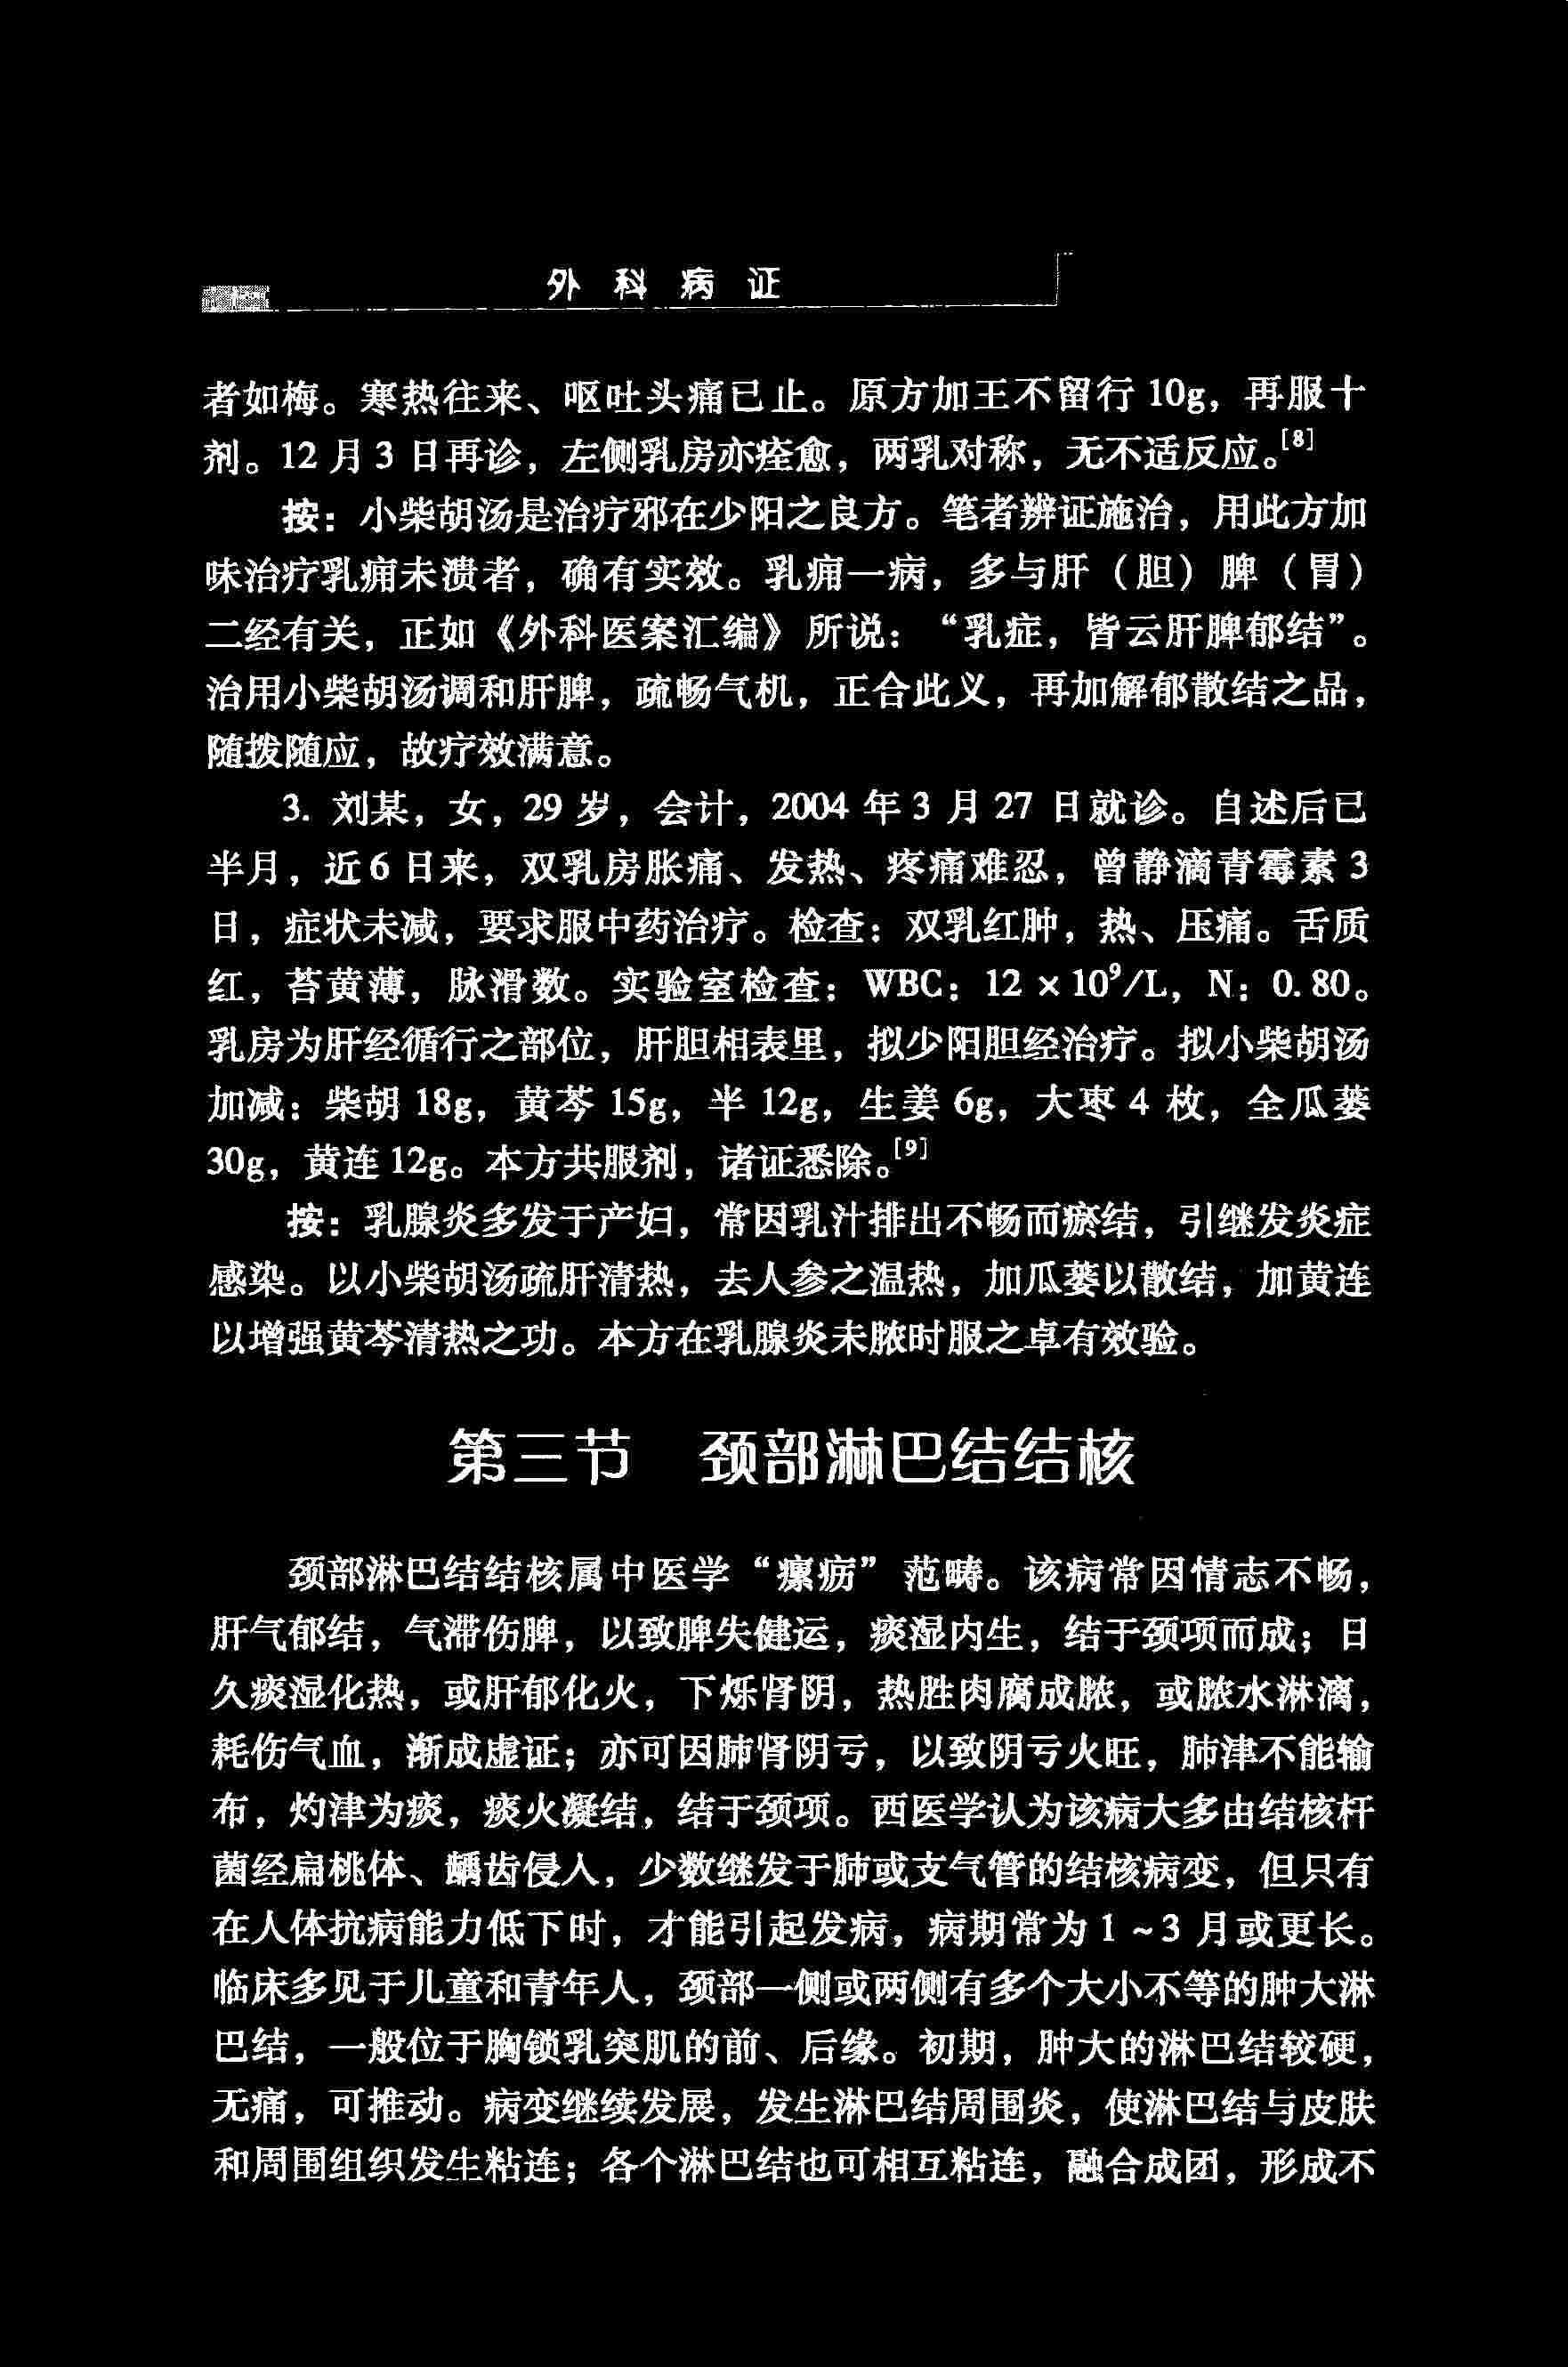 外科病证
者如梅。寒热往来、呕吐头痛已止。原方加王不留行 10g，再服十
剂。12 月 3 日再诊，左侧乳房亦痊愈，两乳对称，无不适反应。[8]
按：小柴胡汤是治疗邪在少阳之良方。笔者辨证施治，用此方加
味治疗乳痈未溃者，确有实效。乳痈一病，多与肝（胆）脾（胃）
二经有关，正如《外科医案汇编》所说：“乳症，皆云肝脾郁结”。
治用小柴胡汤调和肝脾，疏畅气机，正合此义，再加解郁散结之品，
随拨随应，故疗效满意。
3. 刘某，女，29 岁，会计，2004 年 3 月 27 日就诊。自述后已
半月，近 6 日来，双乳房胀痛、发热、疼痛难忍，曾静滴青霉素 3
日，症状未减，要求服中药治疗。检查：双乳红肿，热、压痛。舌质
红，苔黄薄，脉滑数。实验室检查：WBC：12 × 10⁹/L，N：0.80。
乳房为肝经循行之部位，肝胆相表里，拟少阳胆经治疗。拟小柴胡汤
加减：柴胡 18g，黄芩 15g，半 12g，生姜 6g，大枣 4 枚，全瓜蒌
30g，黄连 12g。本方共服剂，诸证悉除。[9]
按：乳腺炎多发于产妇，常因乳汁排出不畅而瘀结，引继发炎症
感染。以小柴胡汤疏肝清热，去人参之温热，加瓜蒌以散结，加黄连
以增强黄芩清热之功。本方在乳腺炎未脓时服之卓有效验。
第三节 颈部淋巴结结核
颈部淋巴结结核属中医学“瘰疬”范畴。该病常因情志不畅，
肝气郁结，气滞伤脾，以致脾失健运，痰湿内生，结于颈项而成；日
久痰湿化热，或肝郁化火，下烁肾阴，热胜肉腐成脓，或脓水淋漓，
耗伤气血，渐成虚证；亦可因肺肾阴亏，以致阴亏火旺，肺津不能输
布，灼津为痰，痰火凝结，结于颈项。西医学认为该病大多由结核杆
菌经扁桃体、龋齿侵入，少数继发于肺或支气管的结核病变，但只有
在人体抗病能力低下时，才能引起发病，病期常为 1 ~ 3 月或更长。
临床多见于儿童和青年人，颈部一侧或两侧有多个大小不等的肿大淋
巴结，一般位于胸锁乳突肌的前、后缘。初期，肿大的淋巴结较硬，
无痛，可推动。病变继续发展，发生淋巴结周围炎，使淋巴结与皮肤
和周围组织发生粘连；各个淋巴结也可相互粘连，融合成团，形成不